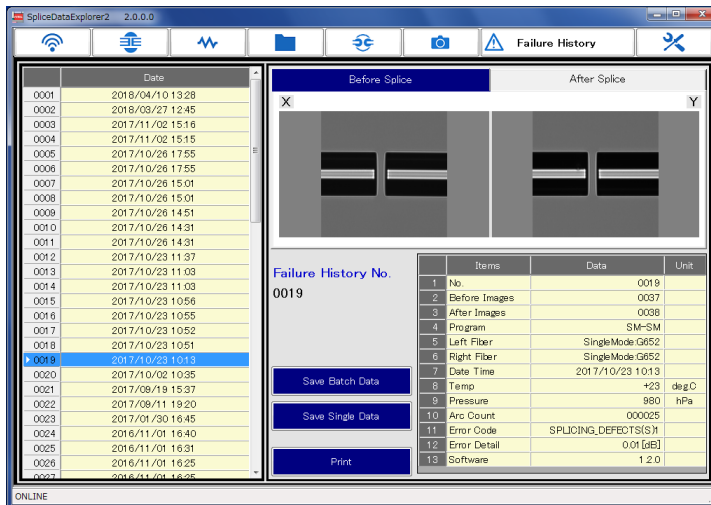 SpliceDataExplorer2 2.0.0.0
Failure History
Date
0001 2018/04/10 13:28
0002 2018/03/27 12:45
0003 2017/11/02 15:16
0004 2017/11/02 15:15
0005 2017/10/26 17:55
0006 2017/10/26 17:55
0007 2017/10/26 15:01
0008 2017/10/26 15:01
0009 2017/10/26 14:51
0010 2017/10/26 14:31
0011 2017/10/26 14:31
0012 2017/10/23 11:37
0013 2017/10/23 11:03
0014 2017/10/23 11:03
0015 2017/10/23 10:56
0016 2017/10/23 10:55
0017 2017/10/23 10:52
0018 2017/10/23 10:51
0019 2017/10/23 10:13
0020 2017/10/02 10:35
0021 2017/09/19 15:37
0022 2017/09/11 19:20
0023 2017/01/30 16:45
0024 2016/11/01 16:40
0025 2016/11/01 16:31
0026 2016/11/01 16:25
0027 2016/11/01 16:25
Before Splice After Splice
X Y
Failure History No.
0019
Save Batch Data
Save Single Data
Print
Items Data Unit
1 No. 0019
2 Before Images 0037
3 After Images 0038
4 Program SM-SM
5 Left Fiber SingleMode:G652
6 Right Fiber SingleMode:G652
7 Date Time 2017/10/23 10:13
8 Temp +23 deg.C
9 Pressure 980 hPa
10 Arc Count 000025
11 Error Code SPLICING_DEFECTS(S)1
12 Error Detail 0.01 [dB]
13 Software 1.2.0
ONLINE